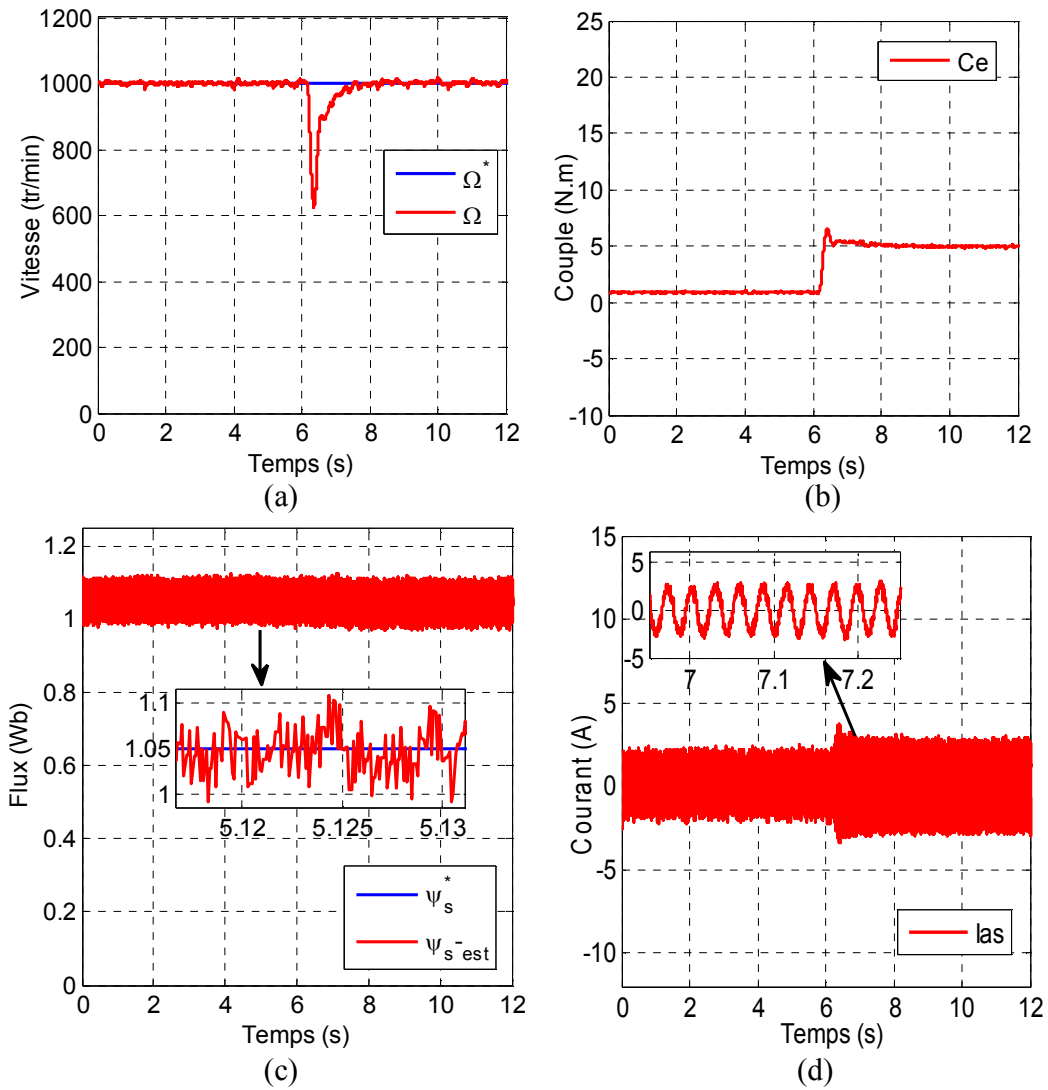 1200
1000
800
600
400
200
0
0 2 4 6 8 10 12
Vitesse (tr/min)
Temps (s)
Ω*
Ω
(a)
25
20
15
10
5
0
-5
-10
0 2 4 6 8 10 12
Couple (N.m)
Temps (s)
Ce
(b)
1.2
1
0.8
0.6
0.4
0.2
0
0 2 4 6 8 10 12
Flux (Wb)
Temps (s)
1.1
1.05
1
5.12 5.125 5.13
ψs*
ψs-est
(c)
15
10
5
0
-5
-10
0 2 4 6 8 10 12
Courant (A)
Temps (s)
5
0
-5
7 7.1 7.2
Ias
(d)